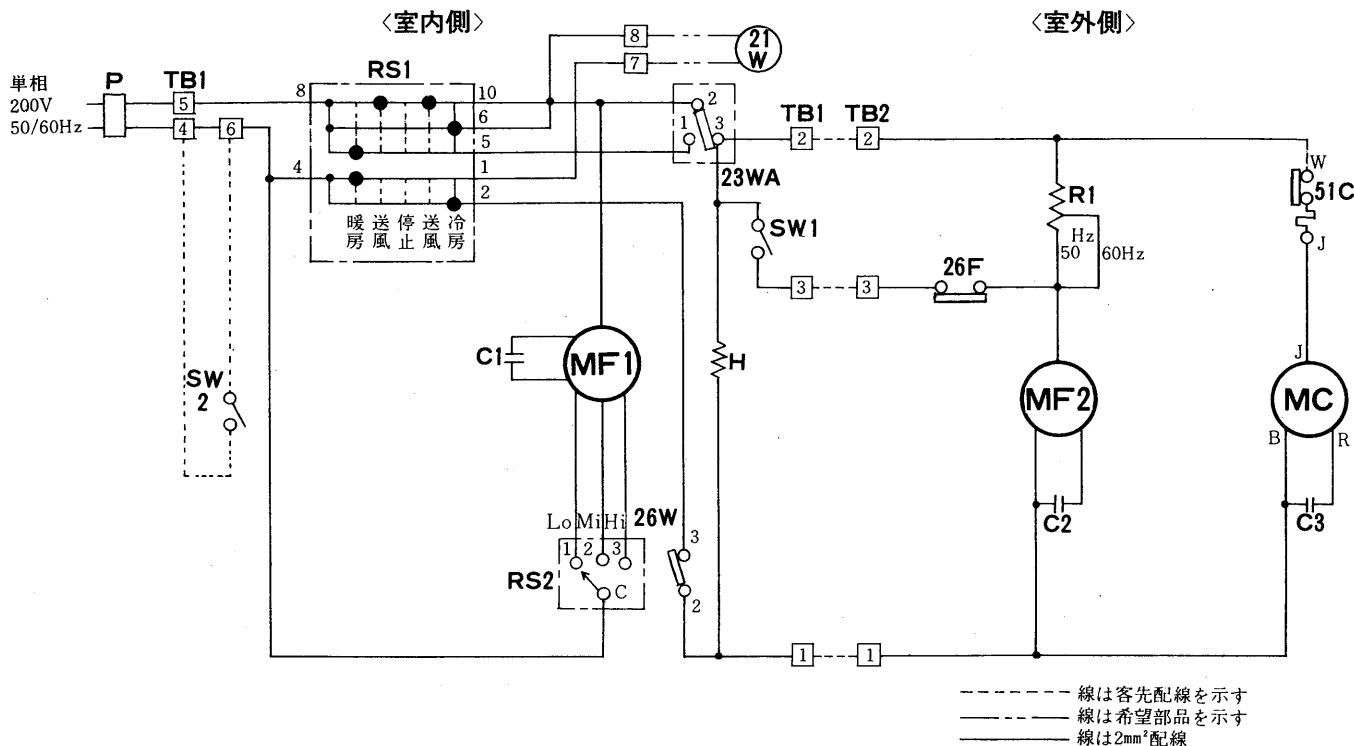 〈室内側〉
〈室外側〉
単相
200V
50/60Hz
P
TB1
5
4
6
RS1
8
4
10
6
5
1
2
暖房
送風
停止
送風
冷房
8
7
21
W
2
1
3
23WA
TB1
TB2
2
2
W
51C
J
R1
Hz
50
60Hz
SW1
3
3
26F
H
C1
MF1
SW
2
MF2
J
MC
B
R
C2
C3
Lo Mi Hi
1 2 3
C
RS2
26W
3
2
1
1
線は客先配線を示す
線は希望部品を示す
線は2mm²配線